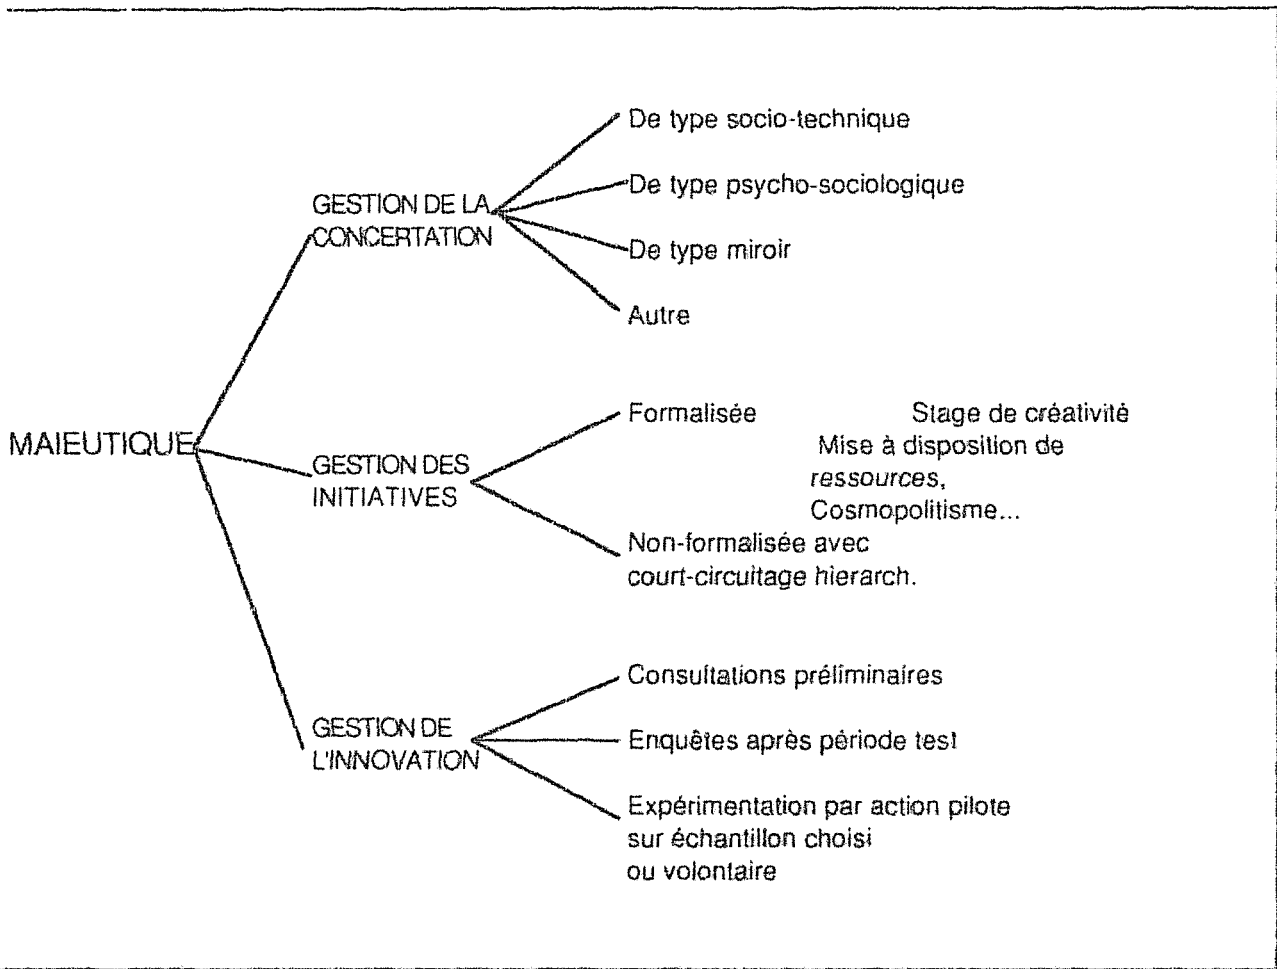 De type socio-technique
De type psycho-sociologique
GESTION DE LA
CONCERTATION
De type miroir
Autre
MAIEUTIQUE
Formalisée
Stage de créativité
Mise à disposition de
ressources,
Cosmopolitisme...
GESTION DES
INITIATIVES
Non-formalisée avec
court-circuitage hierarch.
Consultations préliminaires
GESTION DE
L'INNOVATION
Enquêtes après période test
Expérimentation par action pilote
sur échantillon choisi
ou volontaire